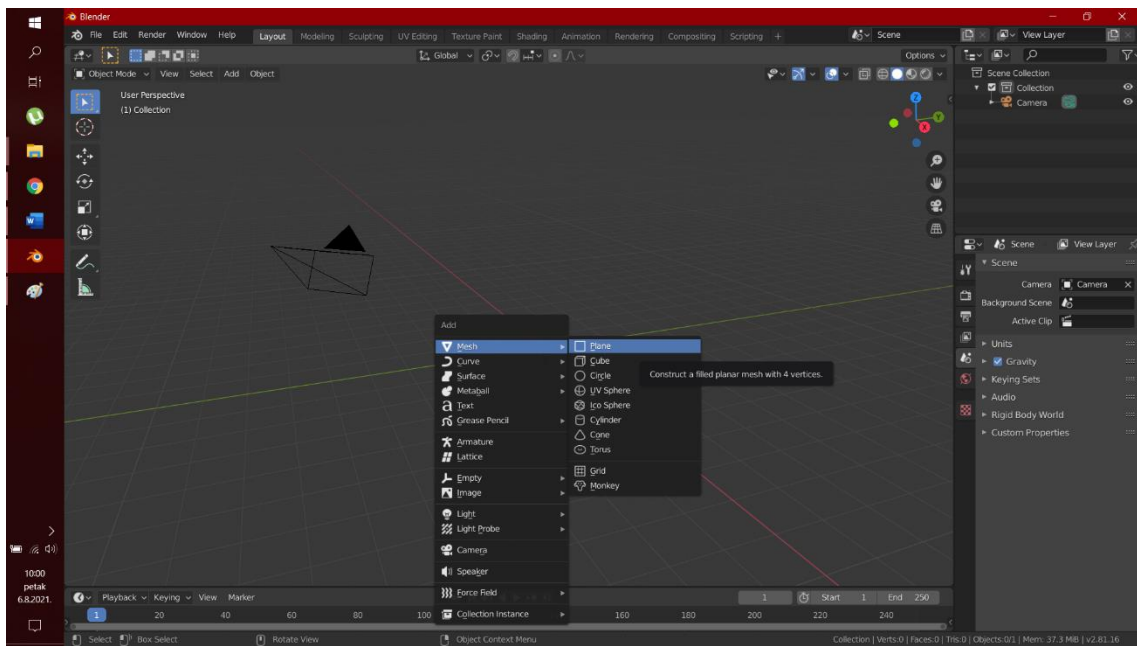 Blender
File Edit Render Window Help Layout Modeling Sculpting UV Editing Texture Paint Shading Animation Rendering Compositing Scripting + Scene View Layer
Global Options
Object Mode View Select Add Object
User Perspective
(1) Collection
Z
Y
X
Scene Collection
Collection
Camera
Scene View Layer
Scene
Camera Camera
Background Scene
Active Clip
Units
Gravity
Keying Sets
Audio
Rigid Body World
Custom Properties
Add
Mesh
Curve
Surface
Metaball
Text
Grease Pencil
Armature
Lattice
Empty
Image
Light
Light Probe
Camera
Speaker
Force Field
Collection Instance
Plane
Cube
Circle
UV Sphere
Ico Sphere
Cylinder
Cone
Torus
Grid
Monkey
Construct a filled planar mesh with 4 vertices.
Playback Keying View Marker 1 Start 1 End 250
1 20 40 60 80 100 160 180 200 220 240
Select Box Select Rotate View Object Context Menu Collection | Verts:0 | Faces:0 | Tris:0 | Objects:0/1 | Mem: 37.3 MiB | v2.81.16
10:00
petak
6.8.2021.